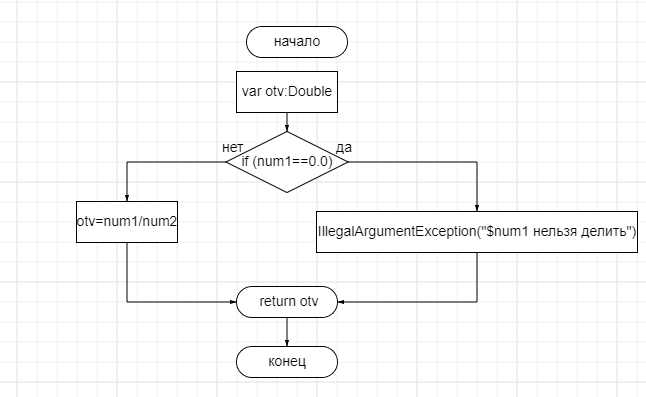 начало
var otv:Double
нет
да
if (num1==0.0)
otv=num1/num2
IllegalArgumentException("$num1 нельзя делить")
return otv
конец